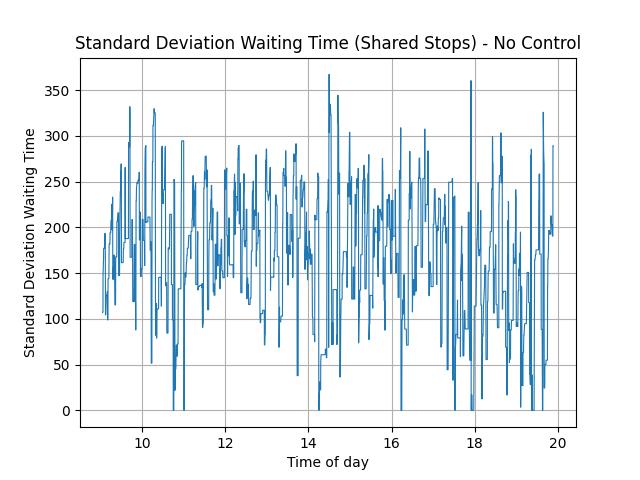 Standard Deviation Waiting Time (Shared Stops) - No Control
Standard Deviation Waiting Time
350
300
250
200
150
100
50
0
10 12 14 16 18 20
Time of day